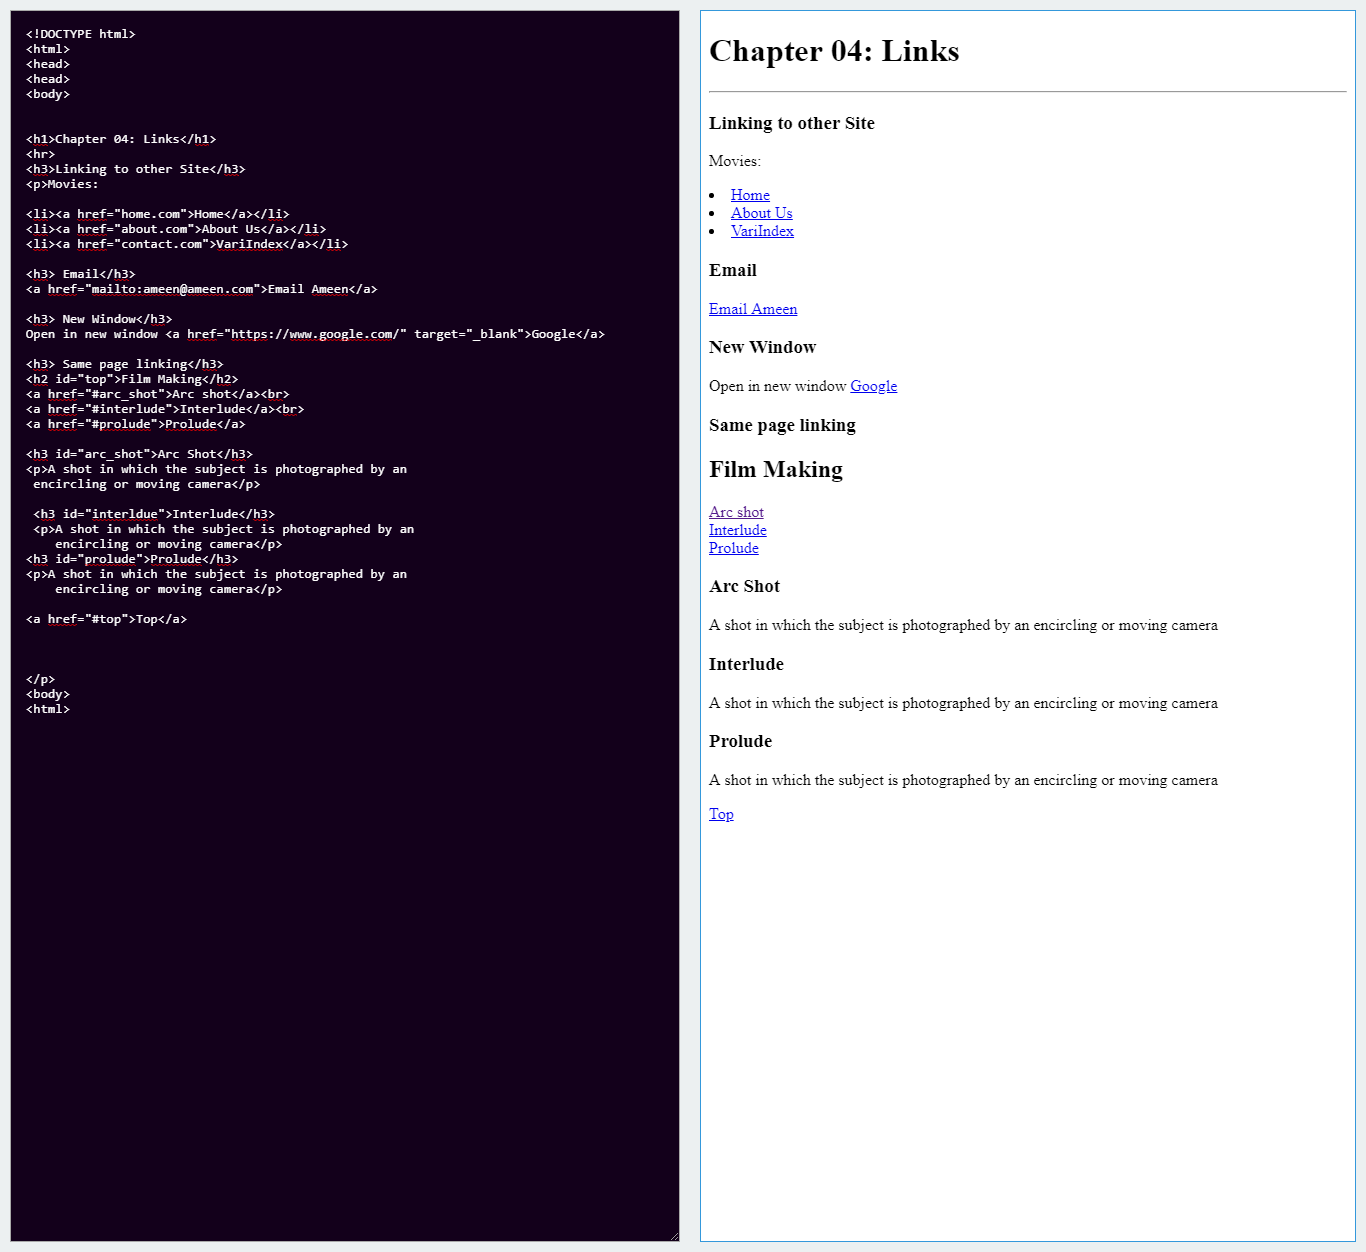 <!DOCTYPE html>
<html>
<head>
<head>
<body>
<h1>Chapter 04: Links</h1>
<hr>
<h3>Linking to other Site</h3>
<p>Movies:
<li><a href="home.com">Home</a></li>
<li><a href="about.com">About Us</a></li>
<li><a href="contact.com">VariIndex</a></li>
<h3> Email</h3>
<a href="mailto:ameen@ameen.com">Email Ameen</a>
<h3> New Window</h3>
Open in new window <a href="https://www.google.com/" target="_blank">Google</a>
<h3> Same page linking</h3>
<h2 id="top">Film Making</h2>
<a href="#arc_shot">Arc shot</a><br>
<a href="#interlude">Interlude</a><br>
<a href="#prolude">Prolude</a>
<h3 id="arc_shot">Arc Shot</h3>
<p>A shot in which the subject is photographed by an
encircling or moving camera</p>
<h3 id="interldue">Interlude</h3>
<p>A shot in which the subject is photographed by an
encircling or moving camera</p>
<h3 id="prolude">Prolude</h3>
<p>A shot in which the subject is photographed by an
encircling or moving camera</p>
<a href="#top">Top</a>
</p>
<body>
<html>
Chapter 04: Links
Linking to other Site
Movies:
Home
About Us
VariIndex
Email
Email Ameen
New Window
Open in new window Google
Same page linking
Film Making
Arc shot
Interlude
Prolude
Arc Shot
A shot in which the subject is photographed by an encircling or moving camera
Interlude
A shot in which the subject is photographed by an encircling or moving camera
Prolude
A shot in which the subject is photographed by an encircling or moving camera
Top